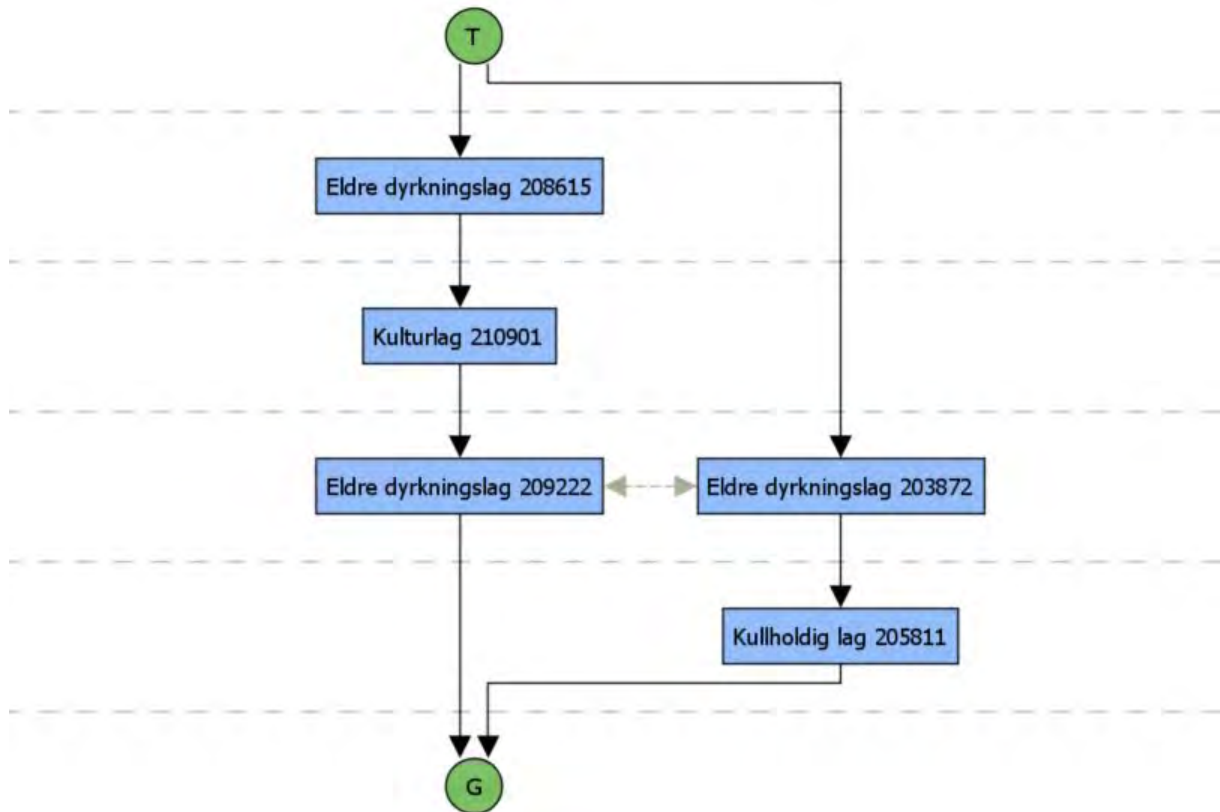 T
Eldre dyrkningslag 208615
Kulturlag 210901
Eldre dyrkningslag 209222
Eldre dyrkningslag 203872
Kullholdig lag 205811
G